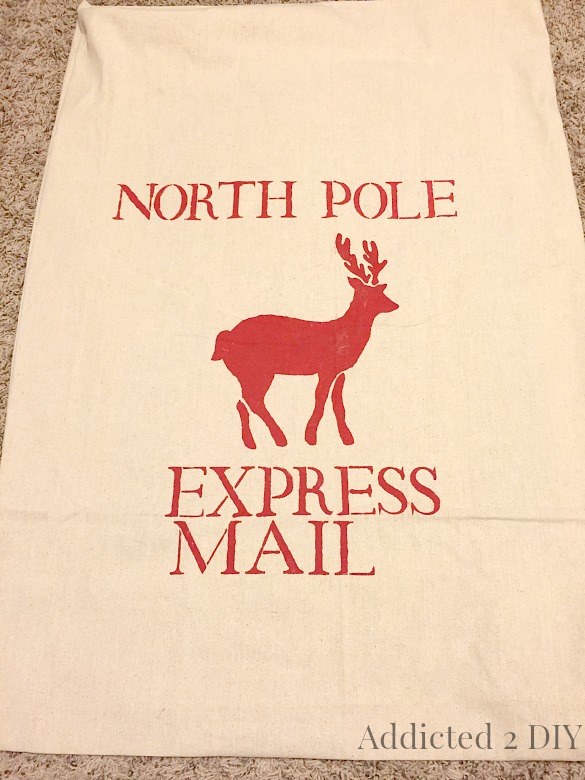 NORTH POLE
EXPRESS
MAIL
Addicted 2 DIY